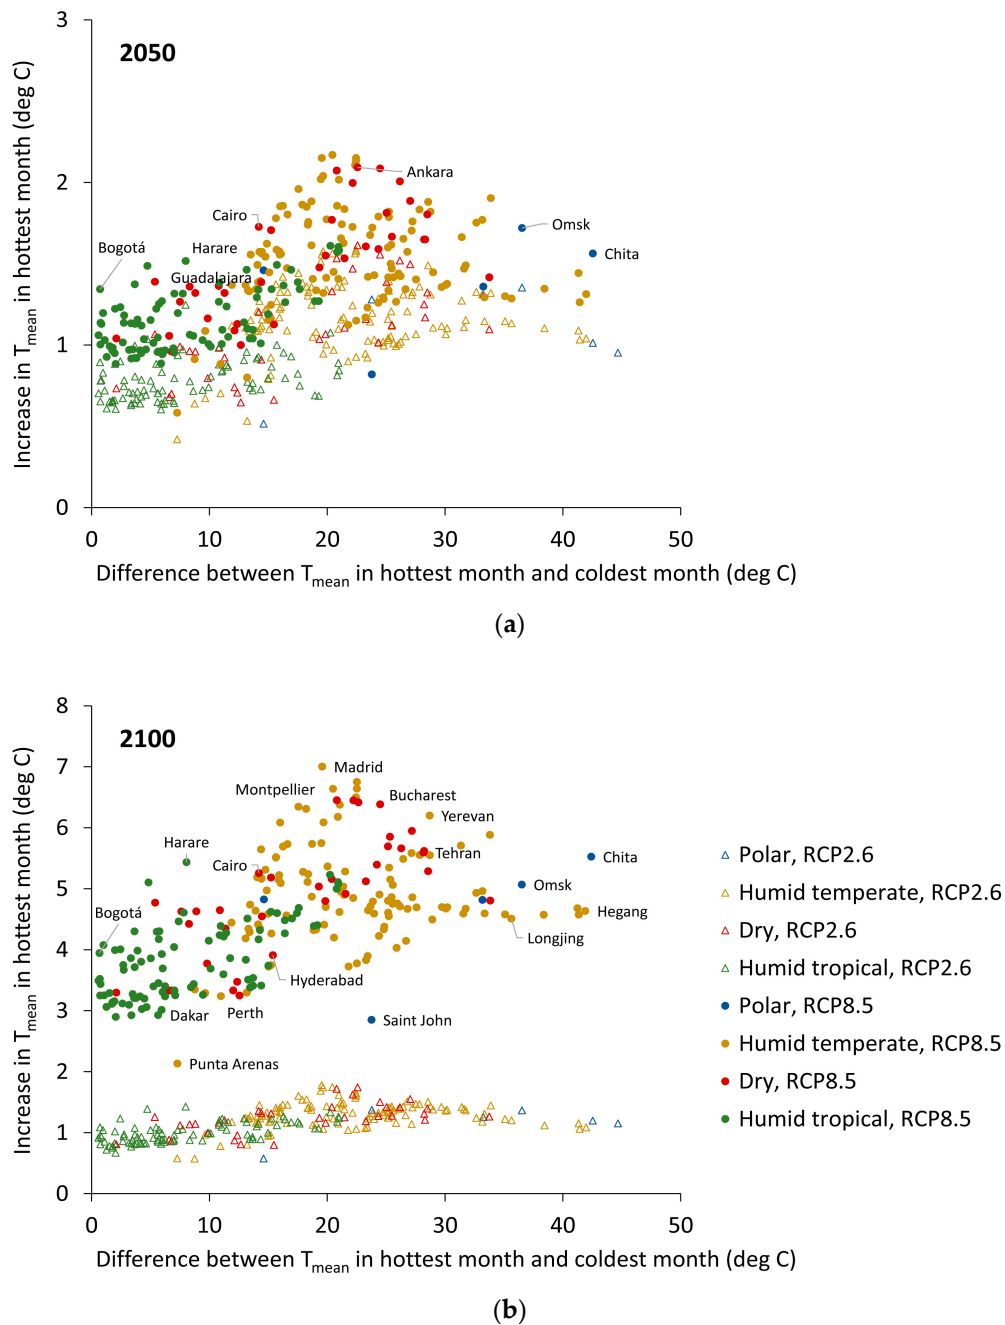 3
2050
2
1
0
Increase in Tmean in hottest month (deg C)
Ankara
Cairo
Omsk
Bogotá
Harare
Chita
Guadalajara
0 10 20 30 40 50
Difference between Tmean in hottest month and coldest month (deg C)
(a)
8
2100
7
6
5
4
3
2
1
0
Increase in Tmean in hottest month (deg C)
Madrid
Montpellier
Bucharest
Yerevan
Harare
Cairo
Tehran
Chita
Omsk
Bogotá
Hegang
Longjing
Hyderabad
Dakar
Perth
Saint John
Punta Arenas
0 10 20 30 40 50
Difference between Tmean in hottest month and coldest month (deg C)
Polar, RCP2.6
Humid temperate, RCP2.6
Dry, RCP2.6
Humid tropical, RCP2.6
Polar, RCP8.5
Humid temperate, RCP8.5
Dry, RCP8.5
Humid tropical, RCP8.5
(b)